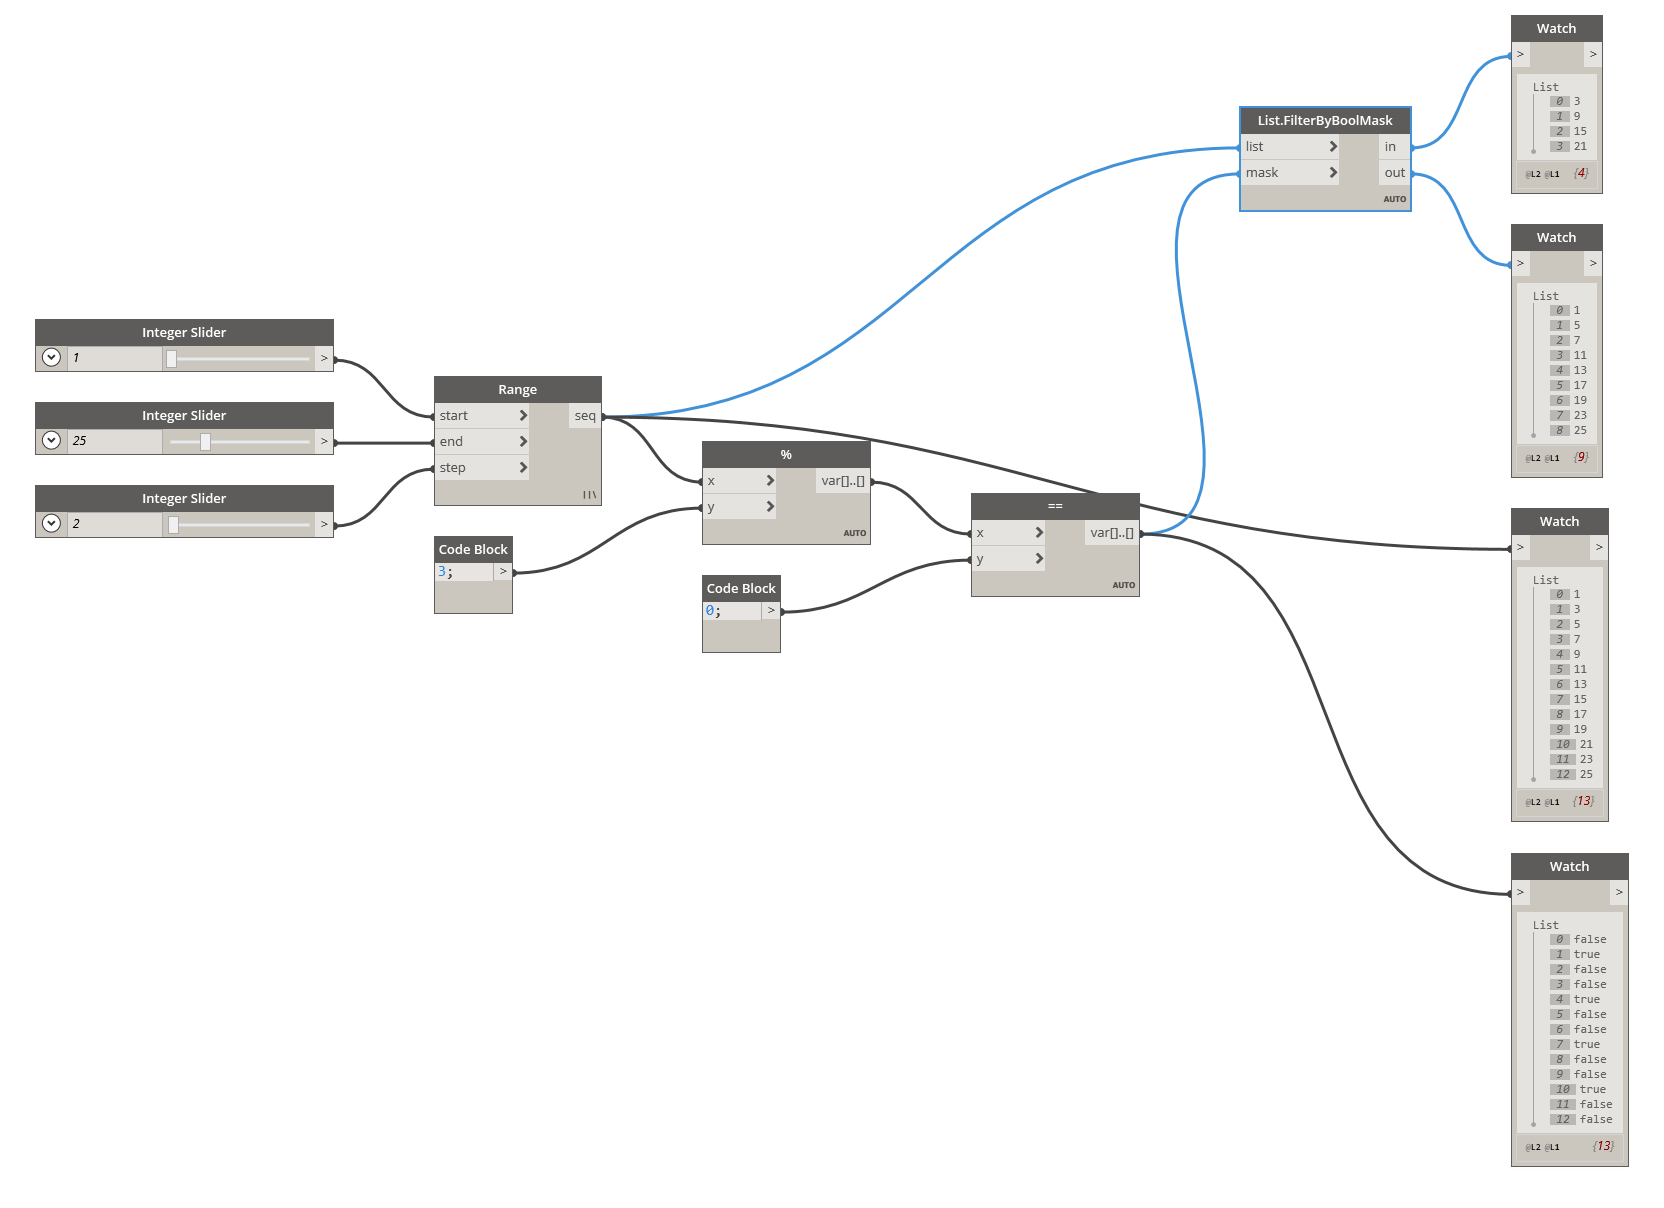 Integer Slider
1 >
Integer Slider
25 >
Integer Slider
2 >
Range
start seq
end
step
Code Block
3; >
%
x var[]..[]
y
AUTO
Code Block
0; >
==
x var[]..[]
y
AUTO
List.FilterByBoolMask
list in
mask out
AUTO
Watch
> >
List
0 3
1 9
2 15
3 21
@L2 @L1 {4}
Watch
> >
List
0 1
1 5
2 7
3 11
4 13
5 17
6 19
7 23
8 25
@L2 @L1 {9}
Watch
> >
List
0 1
1 3
2 5
3 7
4 9
5 11
6 13
7 15
8 17
9 19
10 21
11 23
12 25
@L2 @L1 {13}
Watch
> >
List
0 false
1 true
2 false
3 false
4 true
5 false
6 false
7 true
8 false
9 false
10 true
11 false
12 false
@L2 @L1 {13}